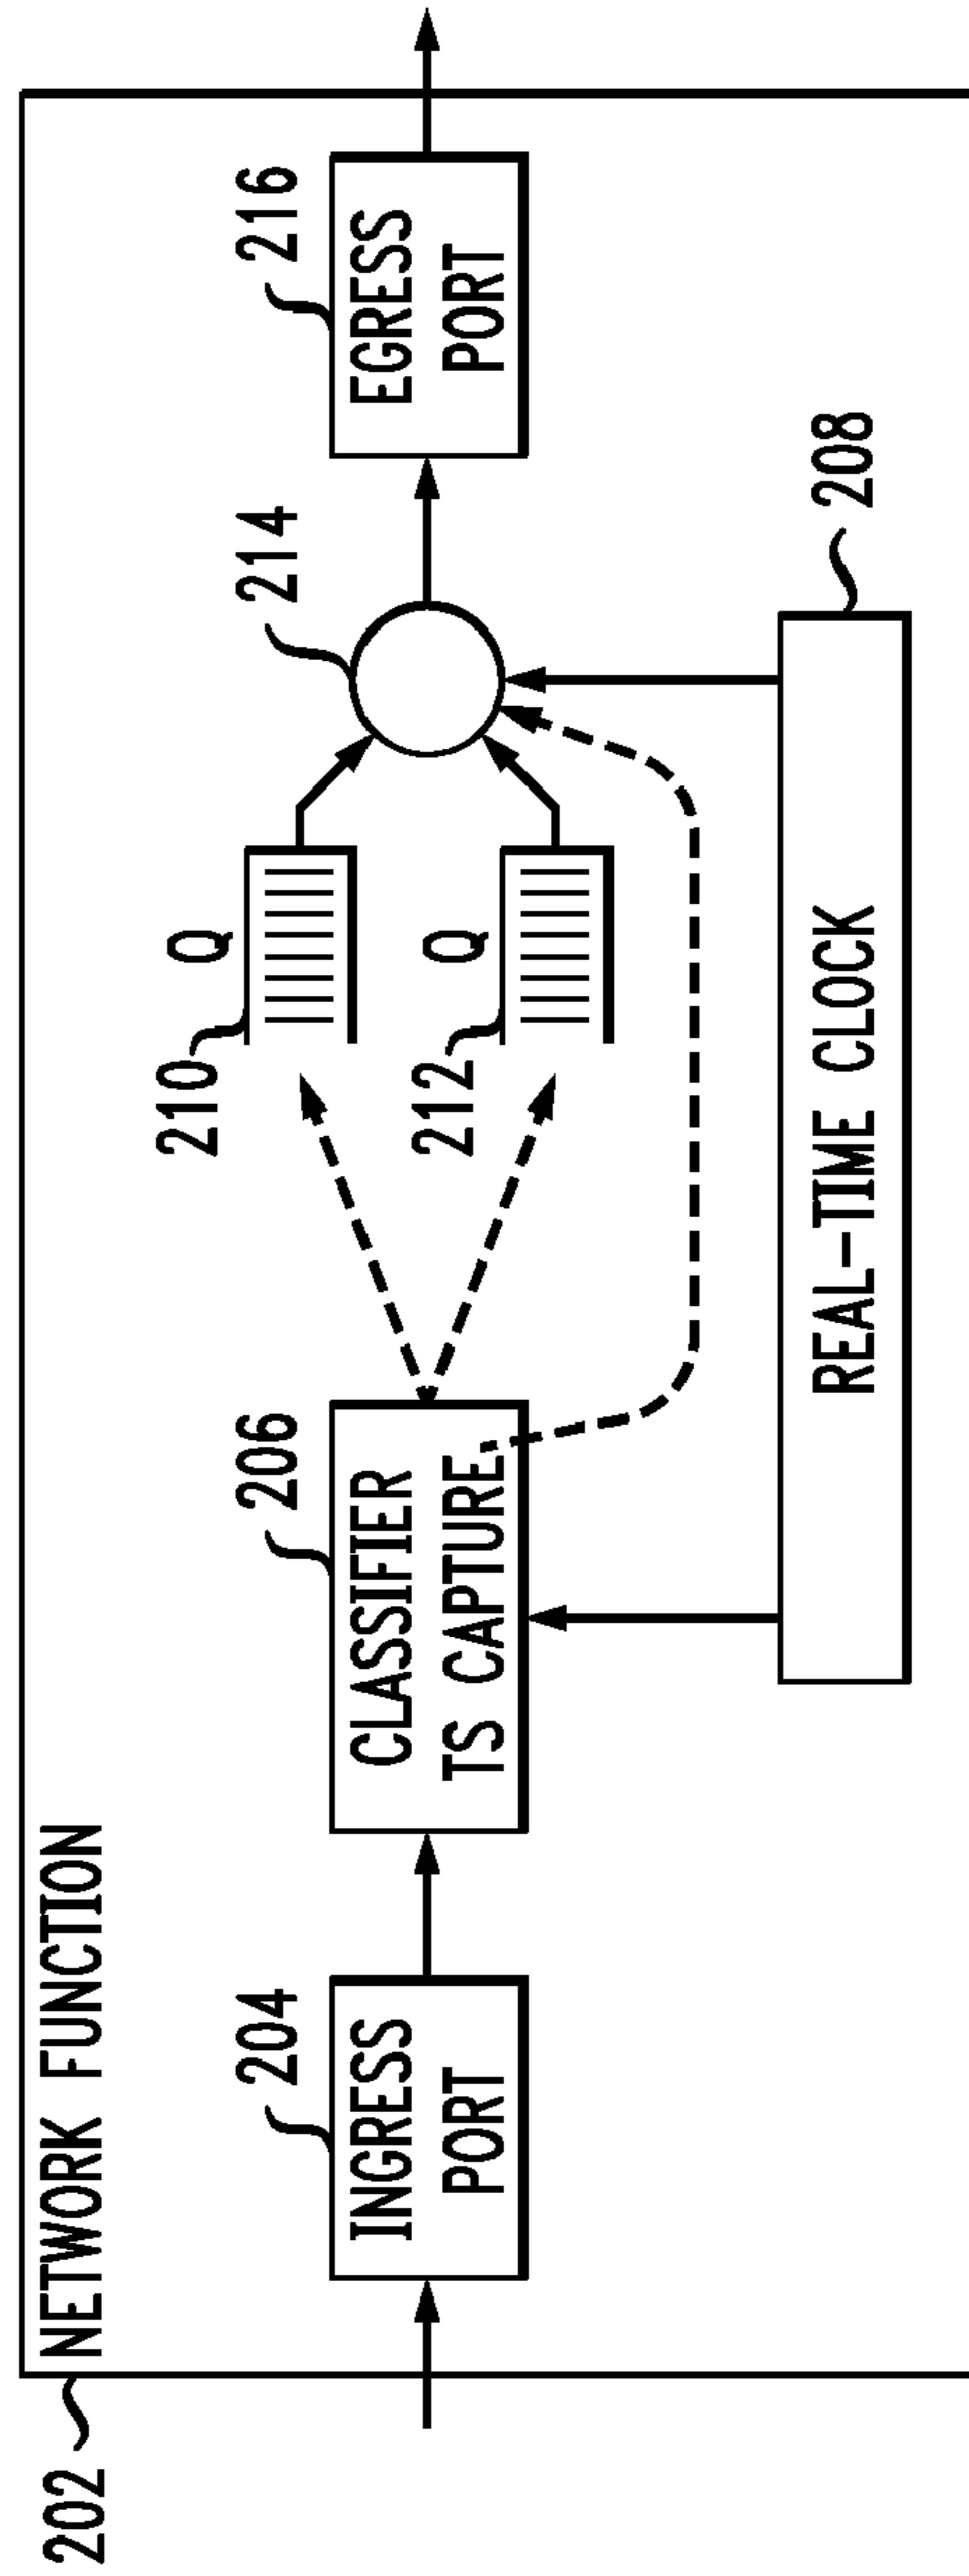 202
NETWORK FUNCTION
204
INGRESS
PORT
206
CLASSIFIER
TS CAPTURE
210
Q
212
Q
214
216
EGRESS
PORT
REAL-TIME CLOCK
208